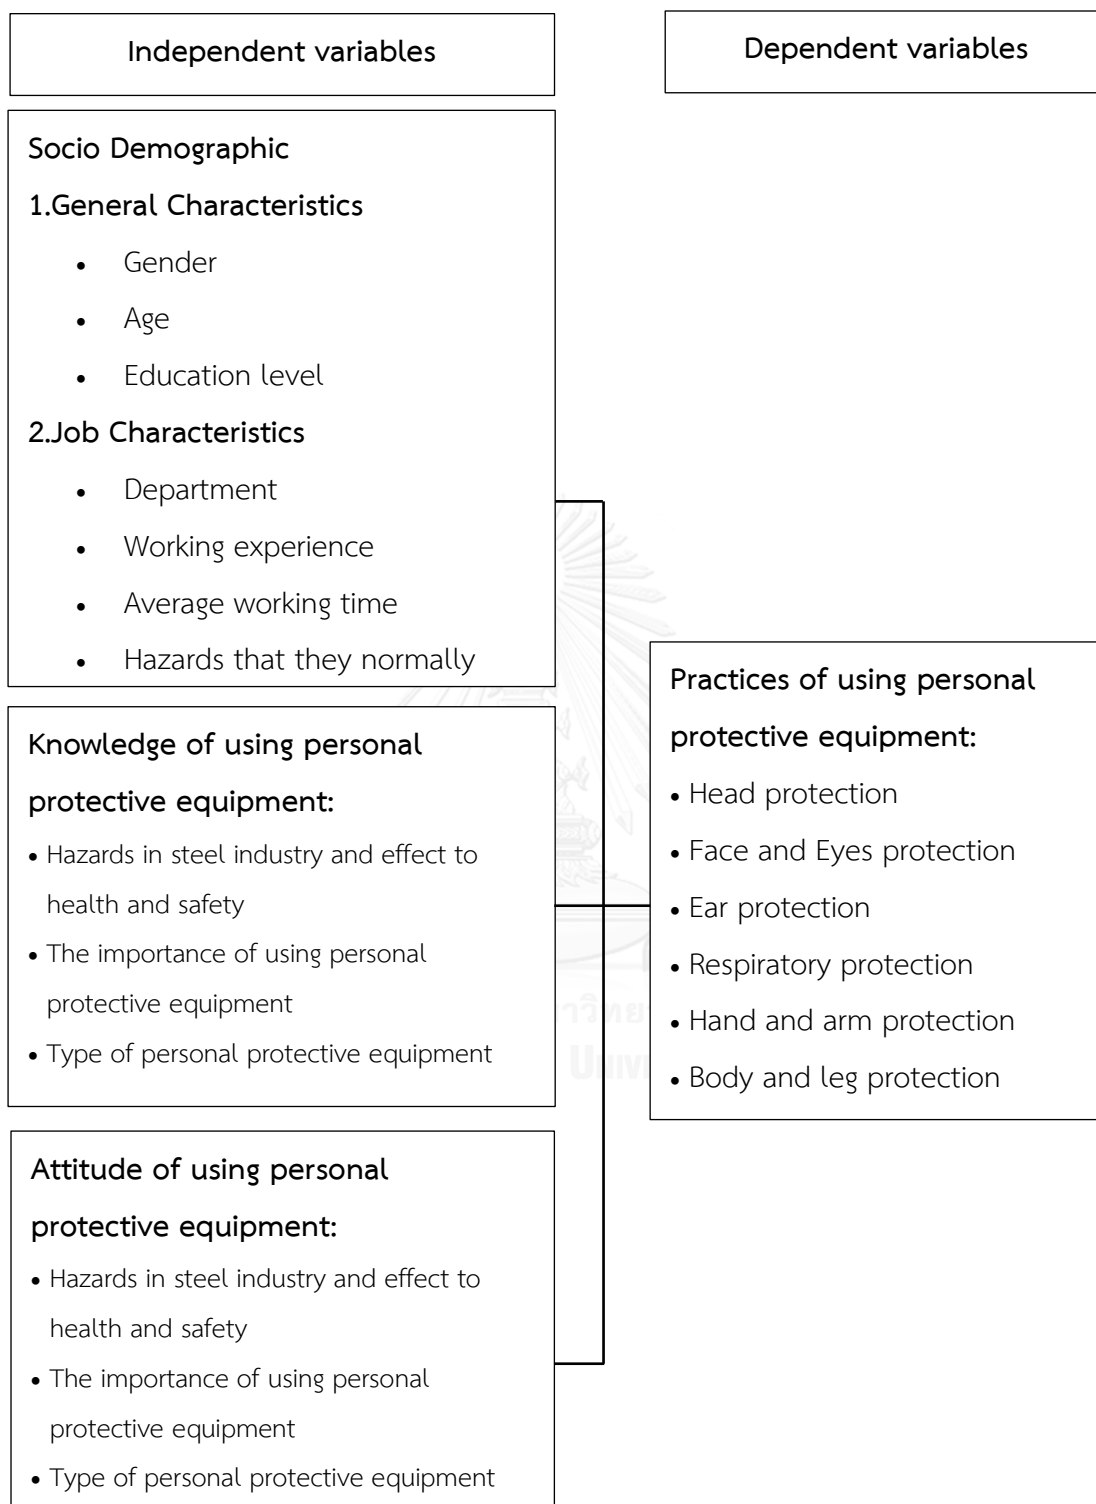 Independent variables
Dependent variables
Socio Demographic
1.General Characteristics
• Gender
• Age
• Education level
2.Job Characteristics
• Department
• Working experience
• Average working time
• Hazards that they normally
Knowledge of using personal
protective equipment:
• Hazards in steel industry and effect to
health and safety
• The importance of using personal
protective equipment
• Type of personal protective equipment
Attitude of using personal
protective equipment:
• Hazards in steel industry and effect to
health and safety
• The importance of using personal
protective equipment
• Type of personal protective equipment
Practices of using personal
protective equipment:
• Head protection
• Face and Eyes protection
• Ear protection
• Respiratory protection
• Hand and arm protection
• Body and leg protection